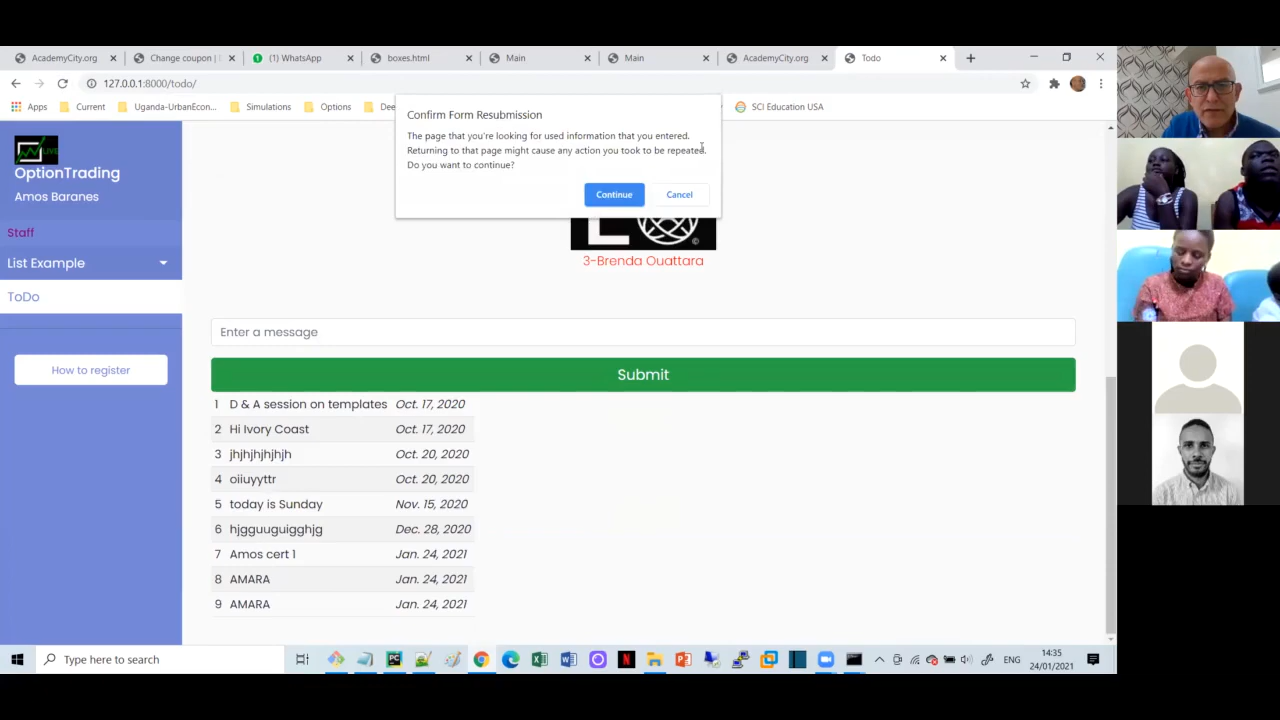 AcademyCity.org
Change coupon |
(1) WhatsApp
boxes.html
Main
Main
AcademyCity.org
Todo
127.0.0.1:8000/todo/
Apps
Current
Uganda-UrbanEcon...
Simulations
Options
SCI Education USA
Confirm Form Resubmission
The page that you're looking for used information that you entered.
Returning to that page might cause any action you took to be repeated.
Do you want to continue?
Continue
Cancel
LIVE
OptionTrading
Amos Baranes
Staff
List Example
ToDo
How to register
3-Brenda Ouattara
Enter a message
Submit
1 D & A session on templates Oct. 17, 2020
2 Hi Ivory Coast Oct. 17, 2020
3 jhjhjhjhjhjh Oct. 20, 2020
4 oiiuyyttr Oct. 20, 2020
5 today is Sunday Nov. 15, 2020
6 hjgguuguigghjg Dec. 28, 2020
7 Amos cert 1 Jan. 24, 2021
8 AMARA Jan. 24, 2021
9 AMARA Jan. 24, 2021
Type here to search
ENG
14:35
24/01/2021